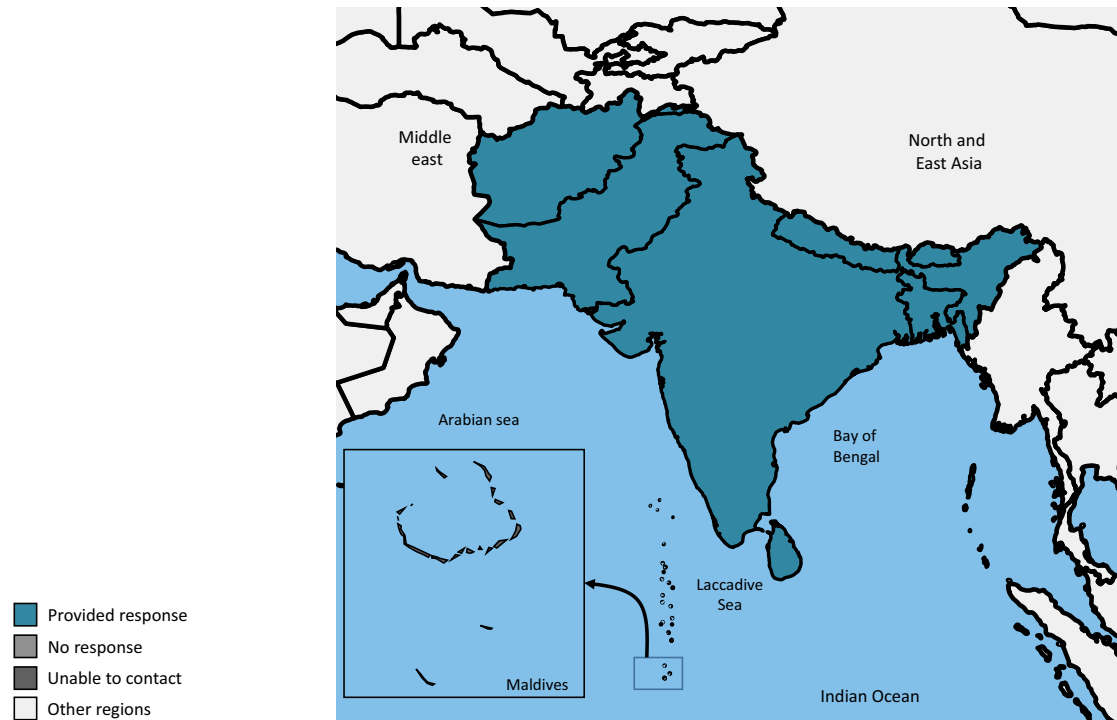 Middle
east
North and
East Asia
Arabian sea
Bay of
Bengal
Laccadive
Sea
Maldives
Indian Ocean
Provided response
No response
Unable to contact
Other regions